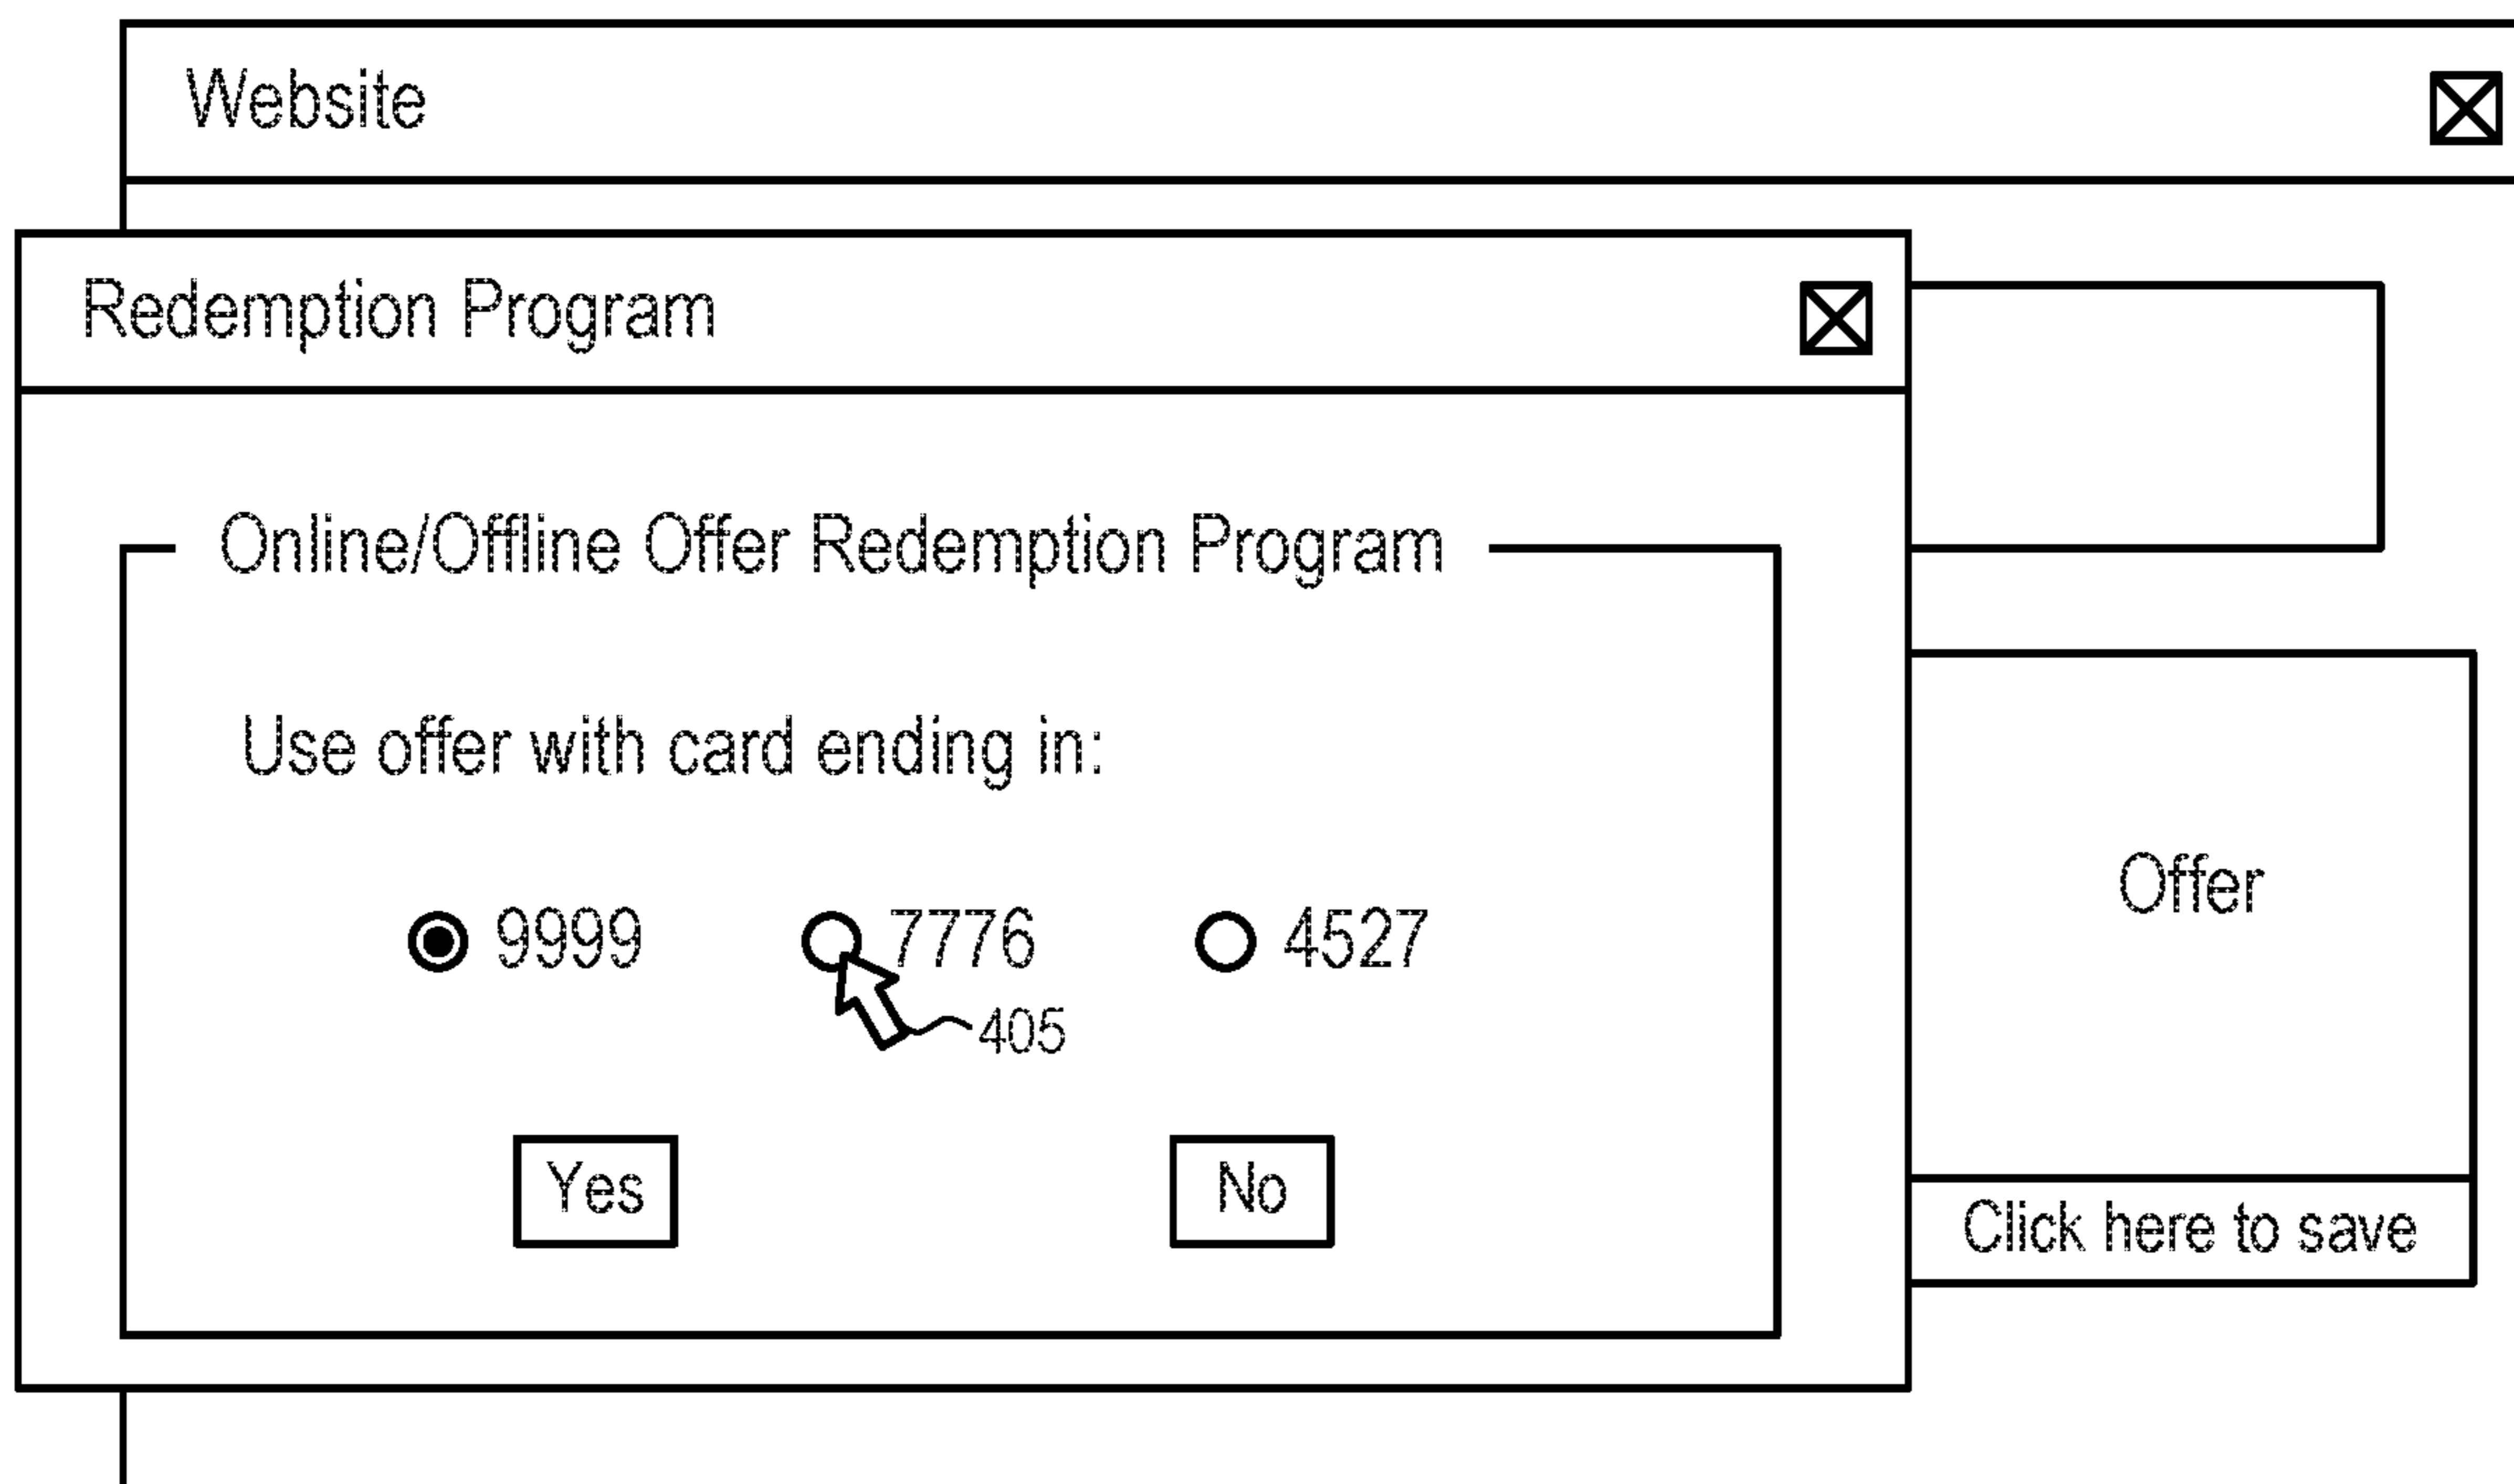 Website
Redemption Program
Online/Offline Offer Redemption Program
Use offer with card ending in:
9999 7776 4527
405
Yes No
Offer
Click here to save